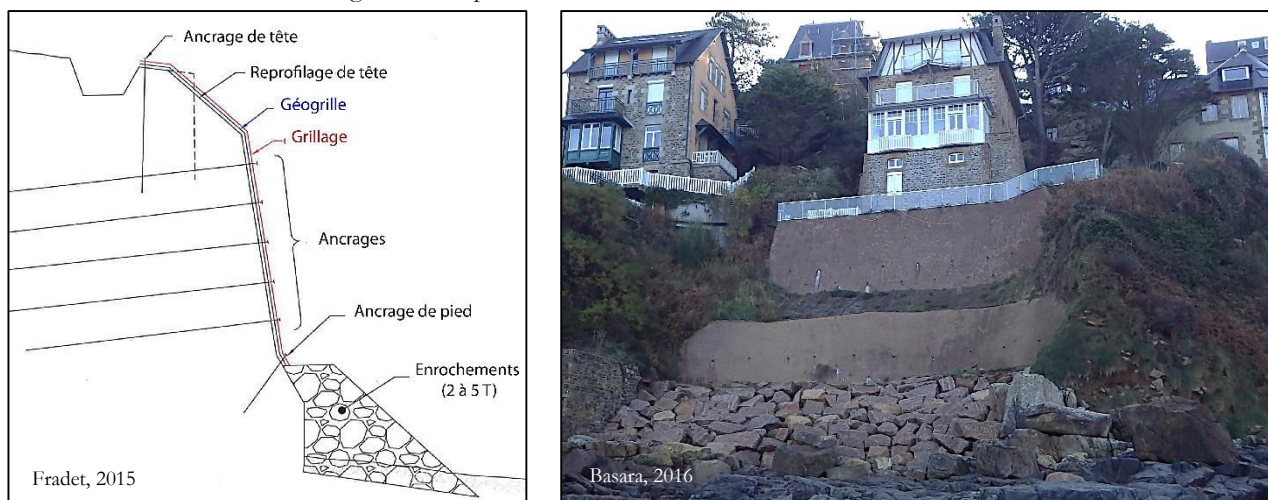 Ancrage de tête
Reprofilage de tête
Géogrille
Grillage
Ancrages
Ancrage de pied
Enrochements
(2 à 5 T)
Fradet, 2015
Basara, 2016